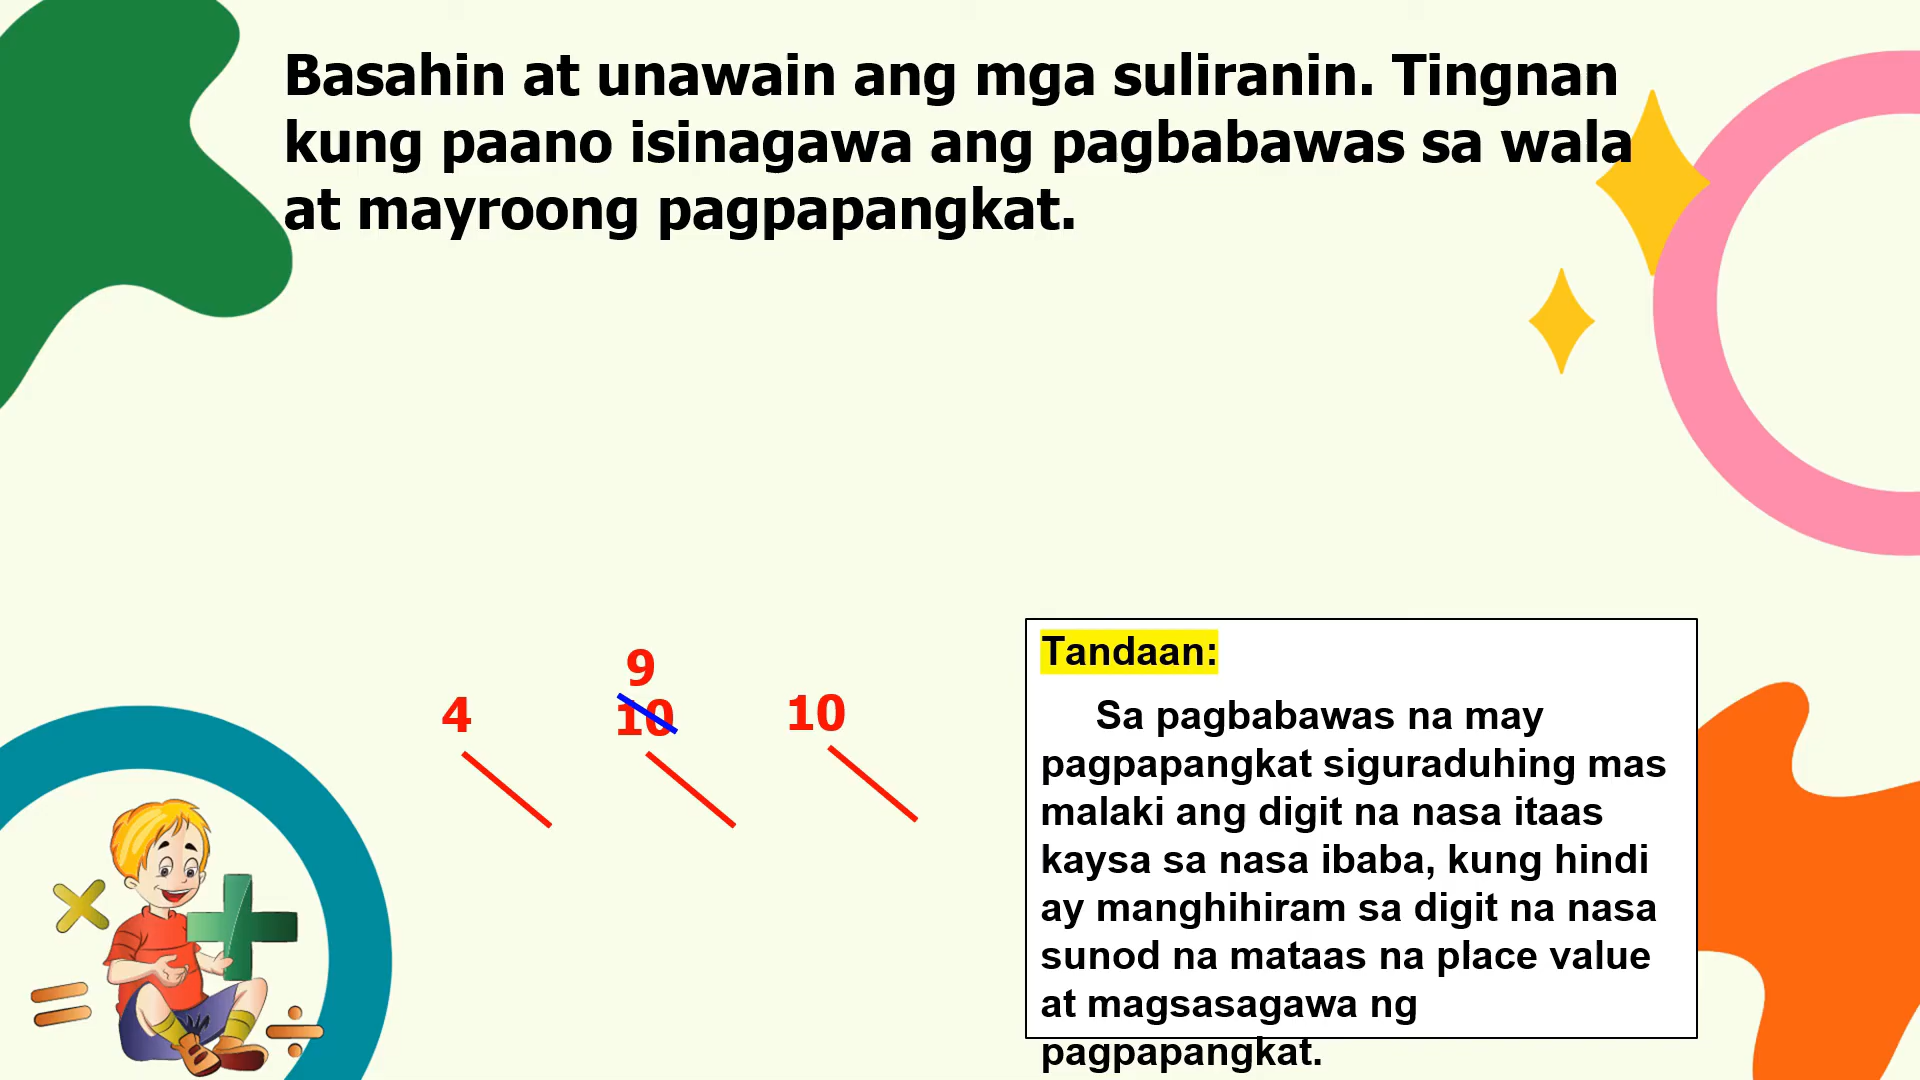 Basahin at unawain ang mga suliranin. Tingnan
kung paano isinagawa ang pagbabawas sa wala
at mayroong pagpapangkat.
9
4 10 10
Tandaan:
Sa pagbabawas na may
pagpapangkat siguraduhing mas
malaki ang digit na nasa itaas
kaysa sa nasa ibaba, kung hindi
ay manghihiram sa digit na nasa
sunod na mataas na place value
at magsasagawa ng
pagpapangkat.